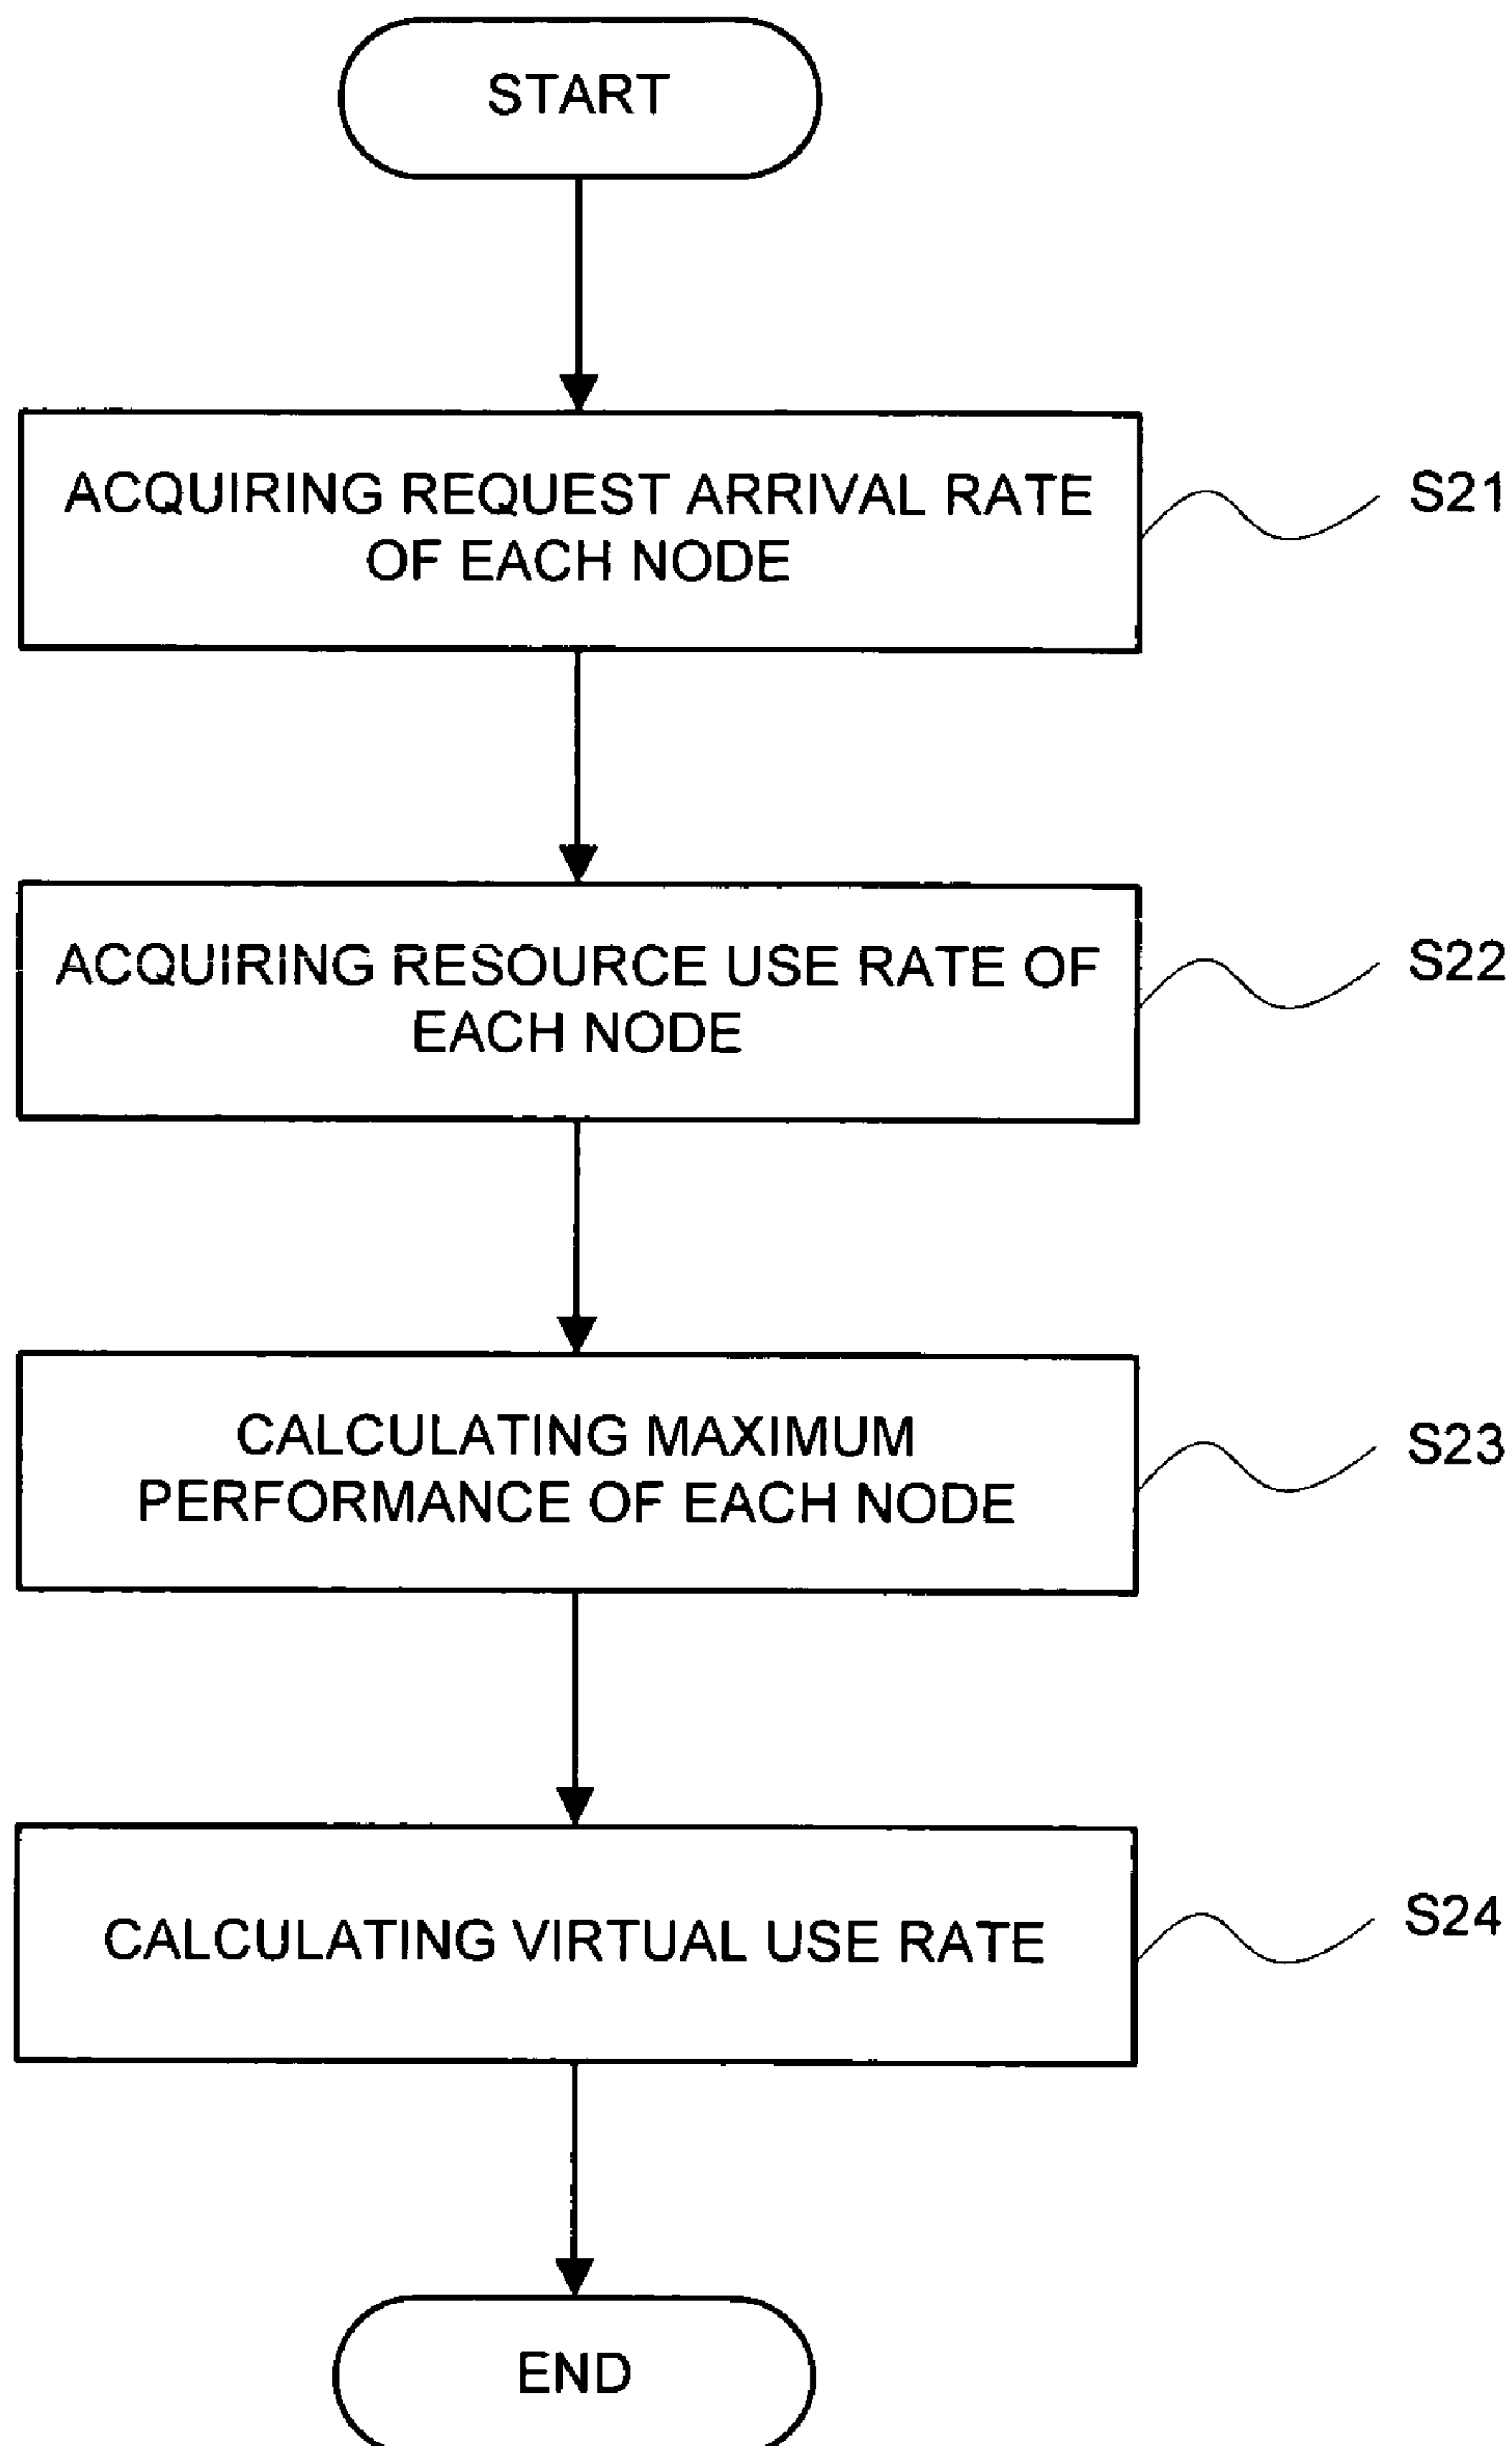 START
ACQUIRING REQUEST ARRIVAL RATE
OF EACH NODE
S21
ACQUIRING RESOURCE USE RATE OF
EACH NODE
S22
CALCULATING MAXIMUM
PERFORMANCE OF EACH NODE
S23
CALCULATING VIRTUAL USE RATE
S24
END